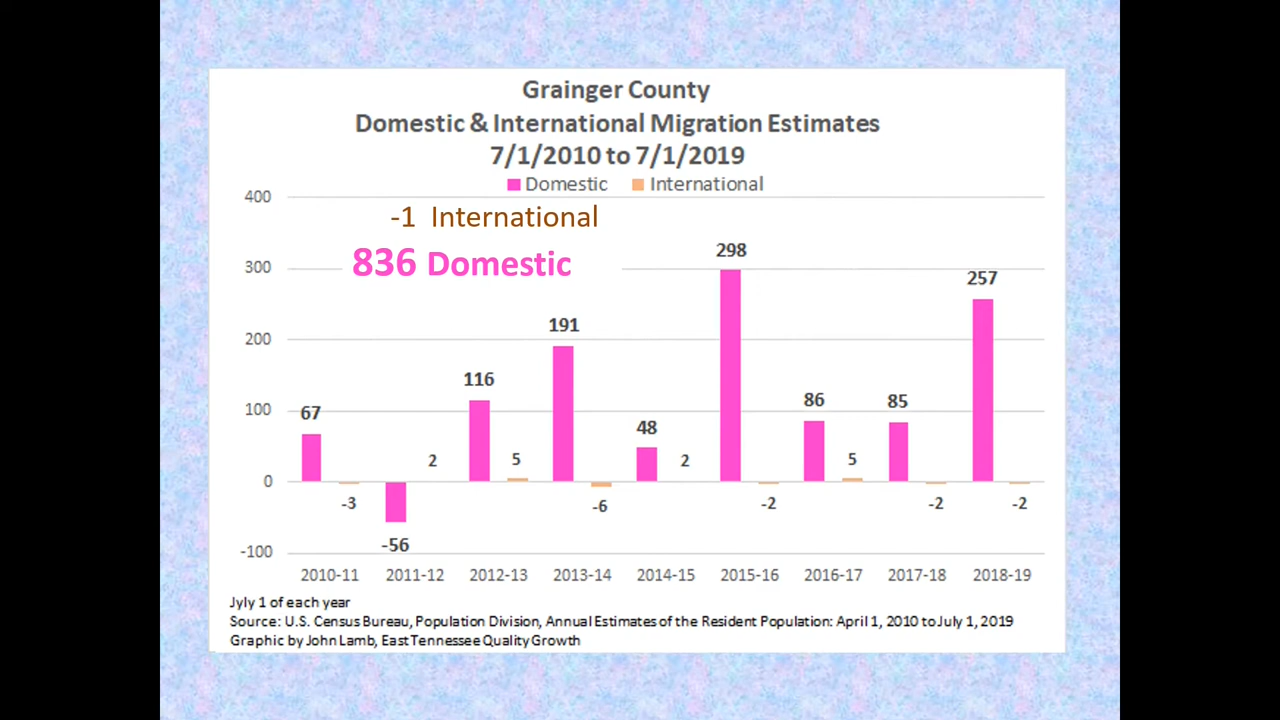 Grainger County
Domestic & International Migration Estimates
7/1/2010 to 7/1/2019
Domestic International
400
-1 International
836 Domestic
298
300
257
191
200
116
86
85
100
67
48
2
5
2
5
0
-3
-6
-2
-2
-2
-56
-100
2010-11 2011-12 2012-13 2013-14 2014-15 2015-16 2016-17 2017-18 2018-19
Jyly 1 of each year
Source: U.S. Census Bureau, Population Division, Annual Estimates of the Resident Population: April 1, 2010 to July 1, 2019
Graphic by John Lamb, East Tennessee Quality Growth